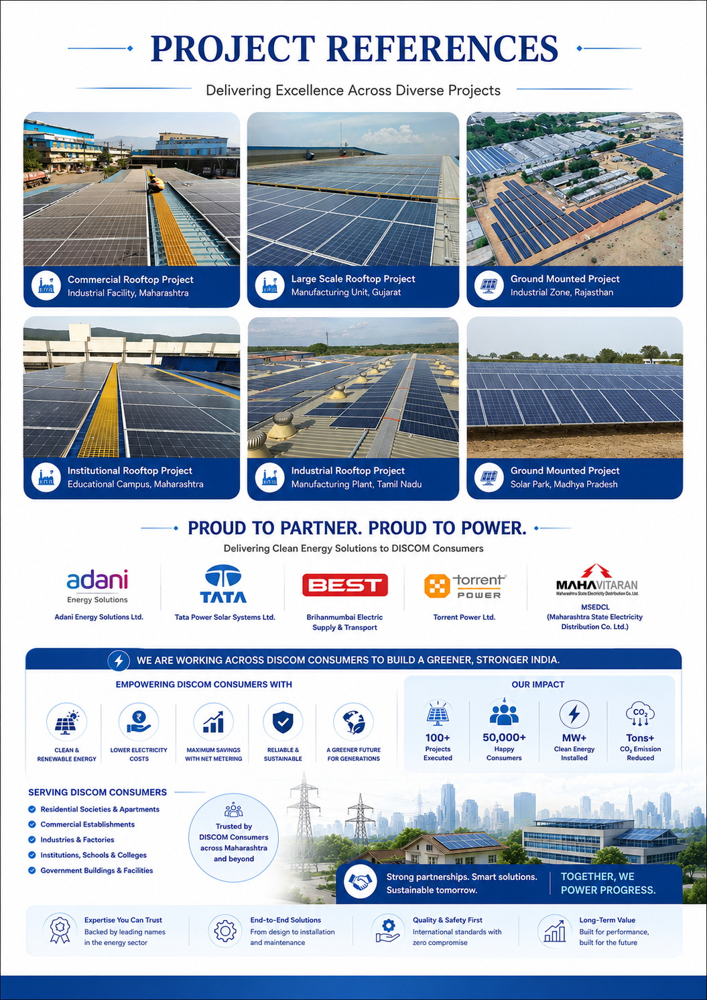 PROJECT REFERENCES
Delivering Excellence Across Diverse Projects
Commercial Rooftop Project
Industrial Facility, Maharashtra
Large Scale Rooftop Project
Manufacturing Unit, Gujarat
Ground Mounted Project
Industrial Zone, Rajasthan
Institutional Rooftop Project
Educational Campus, Maharashtra
Industrial Rooftop Project
Manufacturing Plant, Tamil Nadu
Ground Mounted Project
Solar Park, Madhya Pradesh
PROUD TO PARTNER. PROUD TO POWER.
Delivering Clean Energy Solutions to DISCOM Consumers
adani
Energy Solutions
Adani Energy Solutions Ltd.
TATA
Tata Power Solar Systems Ltd.
BEST
Brihanmumbai Electric
Supply & Transport
torrent
POWER
Torrent Power Ltd.
MAHAVITARAN
Maharashtra State Electricity Distribution Co. Ltd.
MSEDCL
(Maharashtra State Electricity
Distribution Co. Ltd.)
WE ARE WORKING ACROSS DISCOM CONSUMERS TO BUILD A GREENER, STRONGER INDIA.
EMPOWERING DISCOM CONSUMERS WITH
CLEAN &
RENEWABLE ENERGY
₹
LOWER ELECTRICITY
COSTS
MAXIMUM SAVINGS
WITH NET METERING
RELIABLE &
SUSTAINABLE
A GREENER FUTURE
FOR GENERATIONS
OUR IMPACT
100+
Projects
Executed
50,000+
Happy
Consumers
MW+
Clean Energy
Installed
CO₂
Tons+
CO₂ Emission
Reduced
SERVING DISCOM CONSUMERS
Residential Societies & Apartments
Commercial Establishments
Industries & Factories
Institutions, Schools & Colleges
Government Buildings & Facilities
Trusted by
DISCOM Consumers
across Maharashtra
and beyond
Strong partnerships. Smart solutions.
Sustainable tomorrow.
TOGETHER, WE
POWER PROGRESS.
Expertise You Can Trust
Backed by leading names
in the energy sector
End-to-End Solutions
From design to installation
and maintenance
Quality & Safety First
International standards with
zero compromise
Long-Term Value
Built for performance,
built for the future